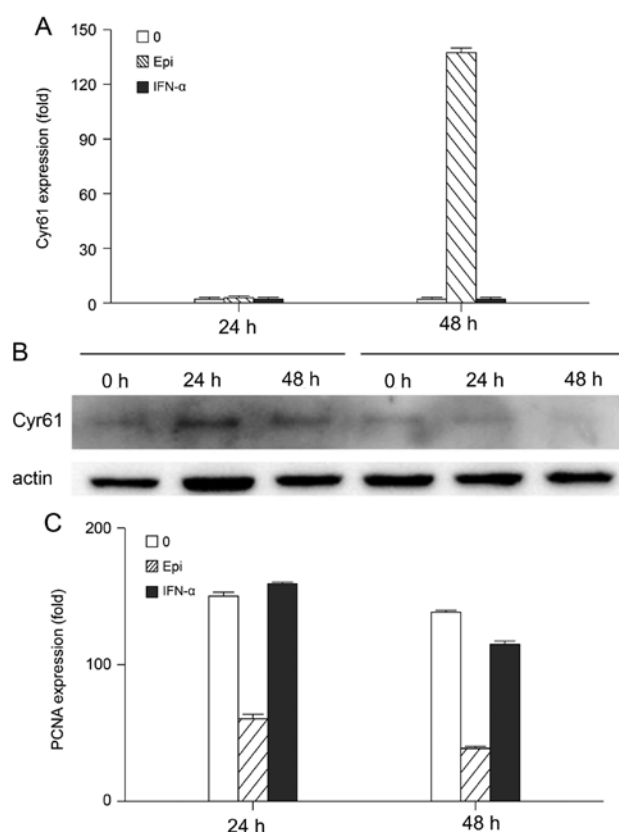 A
Cyr61 expression (fold)
150
120
90
60
30
0
0
Epi
IFN-α
24 h
48 h
B
0 h 24 h 48 h 0 h 24 h 48 h
Cyr61
actin
C
PCNA expression (fold)
200
100
0
0
Epi
IFN-α
24 h
48 h